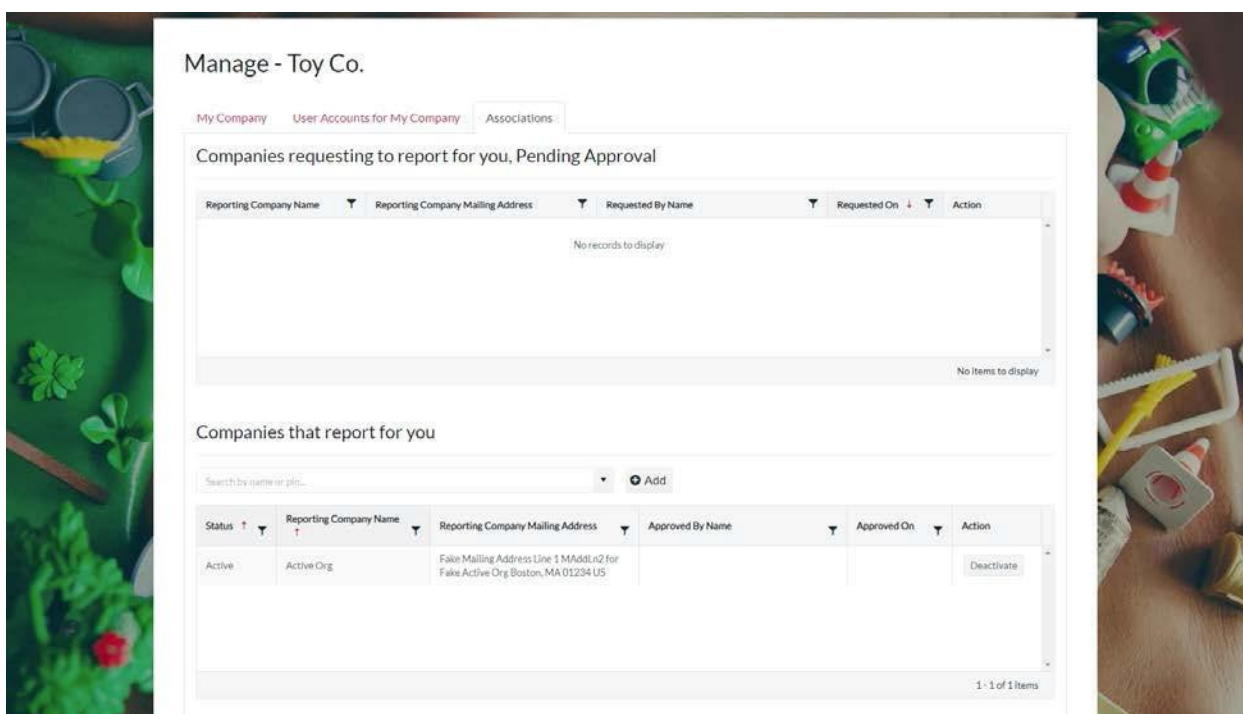 Manage - Toy Co.
My Company User Accounts for My Company Associations
Companies requesting to report for you, Pending Approval
Reporting Company Name Reporting Company Mailing Address Requested By Name Requested On ↓ Action
No records to display
No items to display
Companies that report for you
Search by name or pin...
Add
Status ↑ Reporting Company Name ↑ Reporting Company Mailing Address Approved By Name Approved On Action
Active Active Org Fake Mailing Address Line 1 MAddLn2 for
Fake Active Org Boston, MA 01234 US
Deactivate
1 - 1 of 1 items